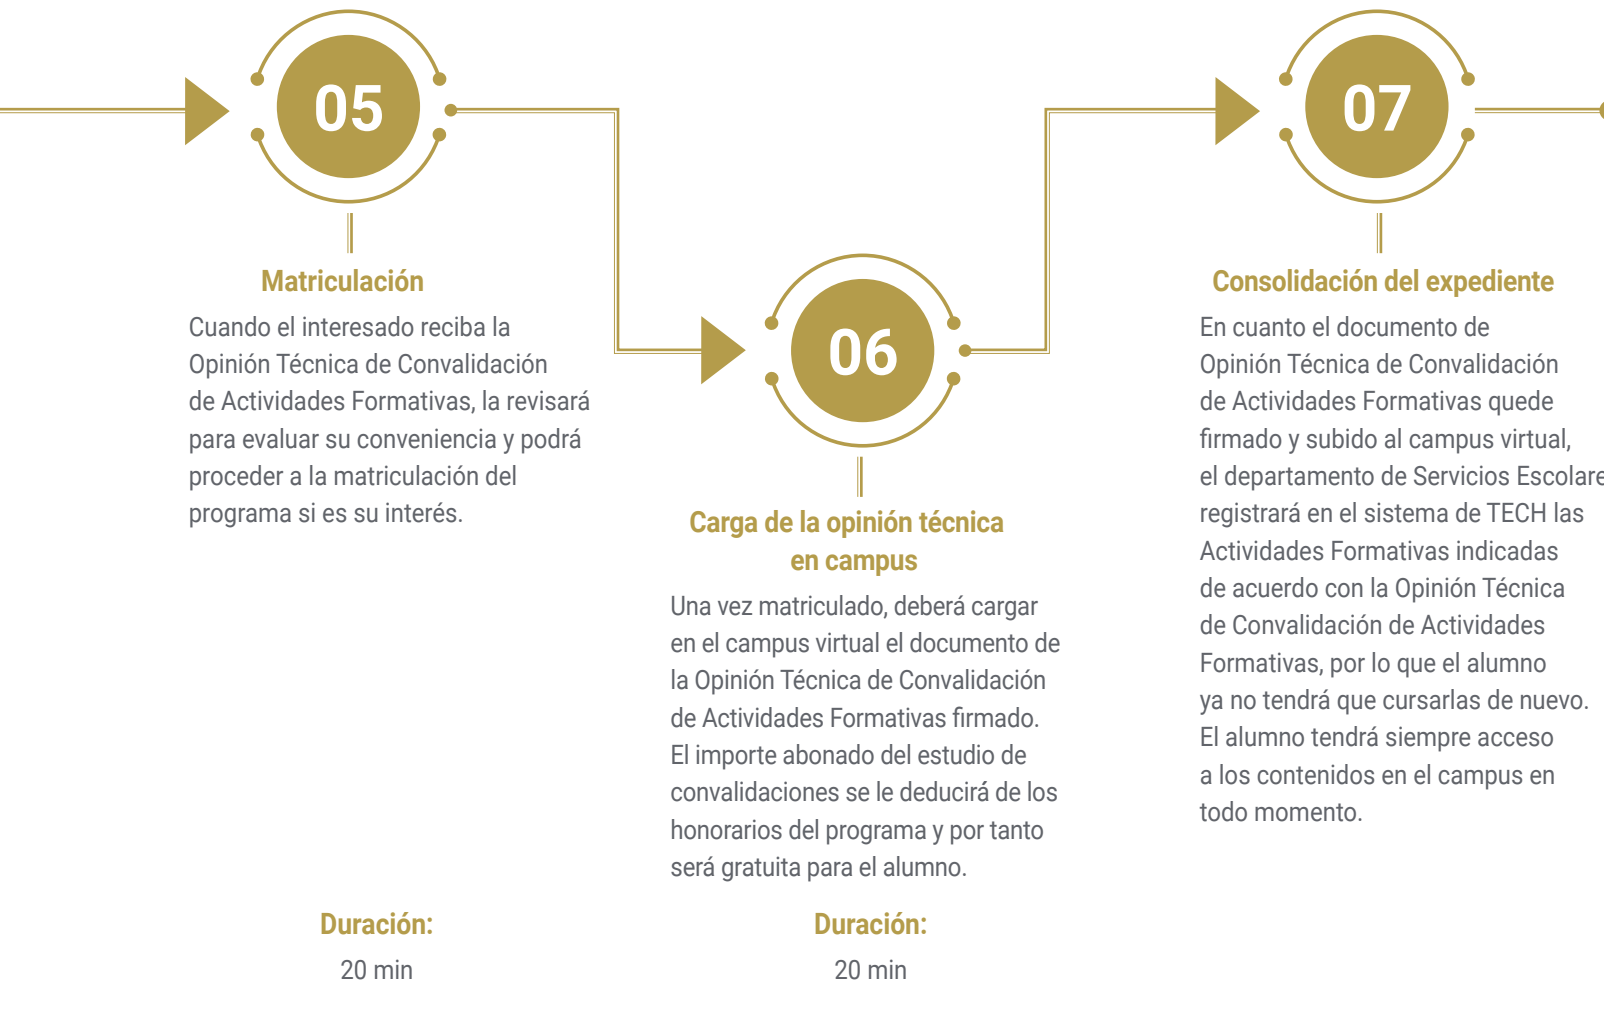 05
Matriculación
Cuando el interesado reciba la
Opinión Técnica de Convalidación
de Actividades Formativas, la revisará
para evaluar su conveniencia y podrá
proceder a la matriculación del
programa si es su interés.
Duración:
20 min
06
Carga de la opinión técnica
en campus
Una vez matriculado, deberá cargar
en el campus virtual el documento de
la Opinión Técnica de Convalidación
de Actividades Formativas firmado.
El importe abonado del estudio de
convalidaciones se le deducirá de los
honorarios del programa y por tanto
será gratuita para el alumno.
Duración:
20 min
07
Consolidación del expediente
En cuanto el documento de
Opinión Técnica de Convalidación
de Actividades Formativas quede
firmado y subido al campus virtual,
el departamento de Servicios Escolare
registrará en el sistema de TECH las
Actividades Formativas indicadas
de acuerdo con la Opinión Técnica
de Convalidación de Actividades
Formativas, por lo que el alumno
ya no tendrá que cursarlas de nuevo.
El alumno tendrá siempre acceso
a los contenidos en el campus en
todo momento.